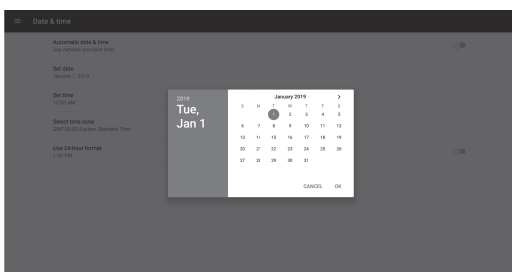 Date & time
Automatic date & time
Use network-provided time
Set date
January 1, 2019
Set time
12:00 AM
Select time zone
Eastern Standard Time
Use 24-hour format
1:00 PM
2019
Tue,
Jan 1
January 2019
S M T W T F S
1 2 3 4 5
6 7 8 9 10 11 12
13 14 15 16 17 18 19
20 21 22 23 24 25 26
27 28 29 30 31
CANCEL OK